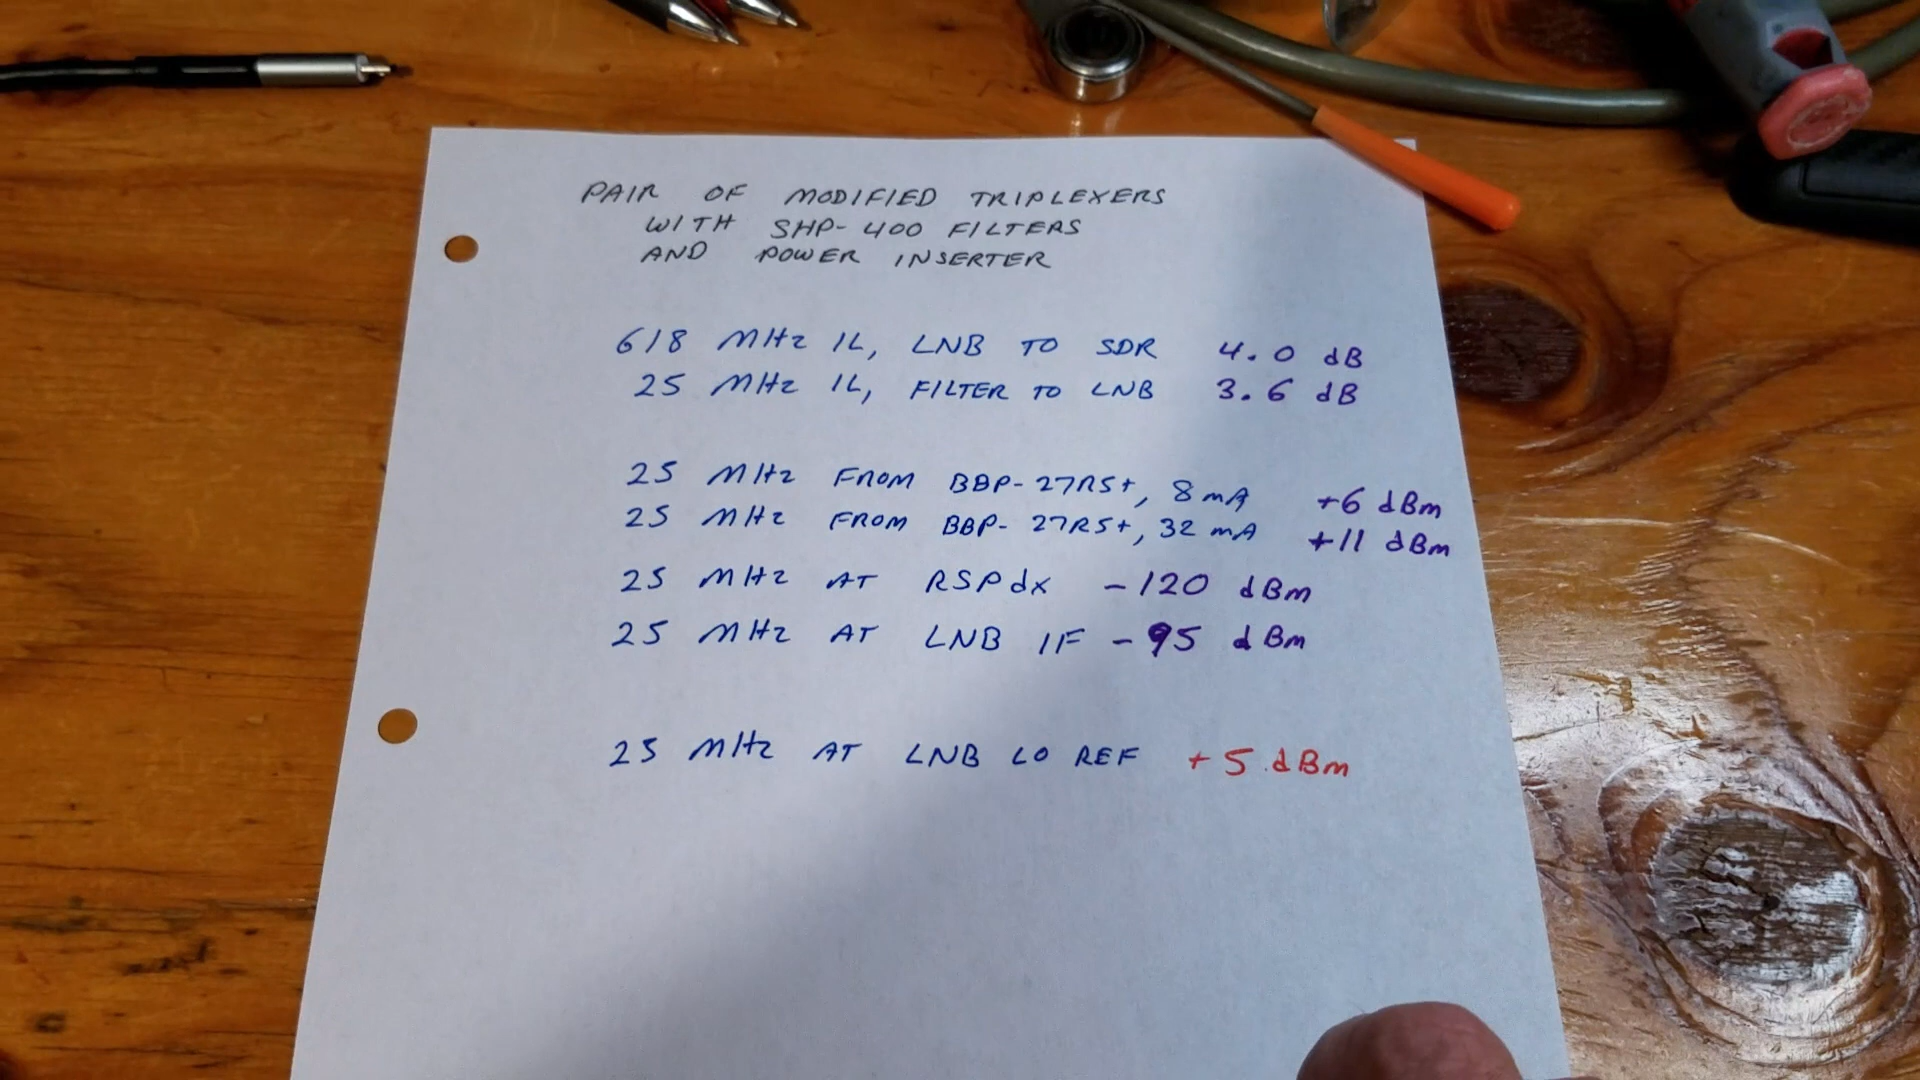 PAIR OF MODIFIED TRIPLEXERS
WITH SHP-400 FILTERS
AND POWER INSERTER
618 MHz IL, LNB TO SDR 4.0 dB
25 MHz IL, FILTER TO LNB 3.6 dB
25 MHz FROM BBP-27RS+, 8 mA +6 dBm
25 MHz FROM BBP-27RS+, 32 mA +11 dBm
25 MHz AT RSPdx -120 dBm
25 MHz AT LNB IF -95 dBm
25 MHz AT LNB LO REF +5 dBm